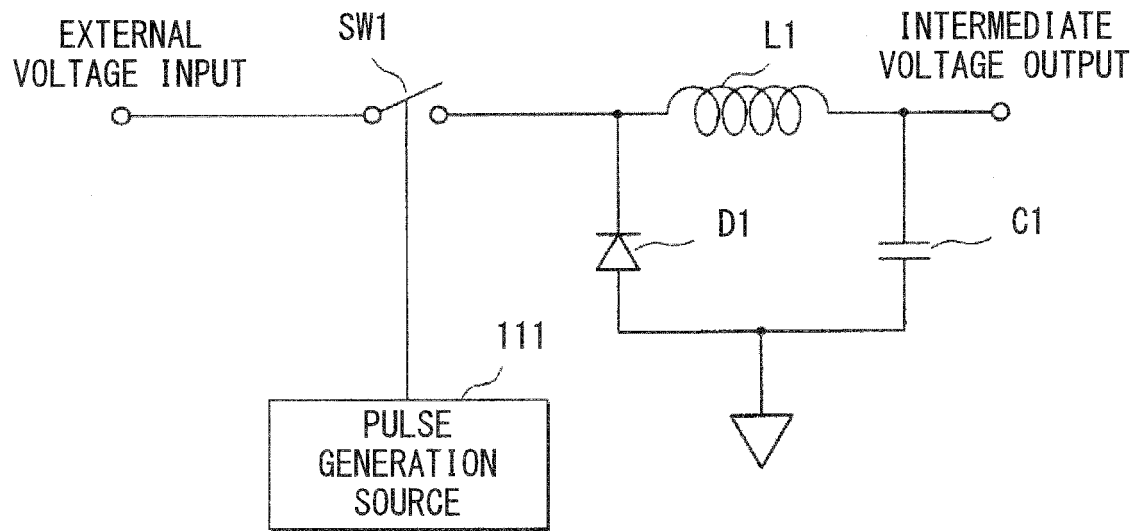 EXTERNAL
VOLTAGE INPUT
SW1
L1
INTERMEDIATE
VOLTAGE OUTPUT
D1
C1
111
PULSE
GENERATION
SOURCE